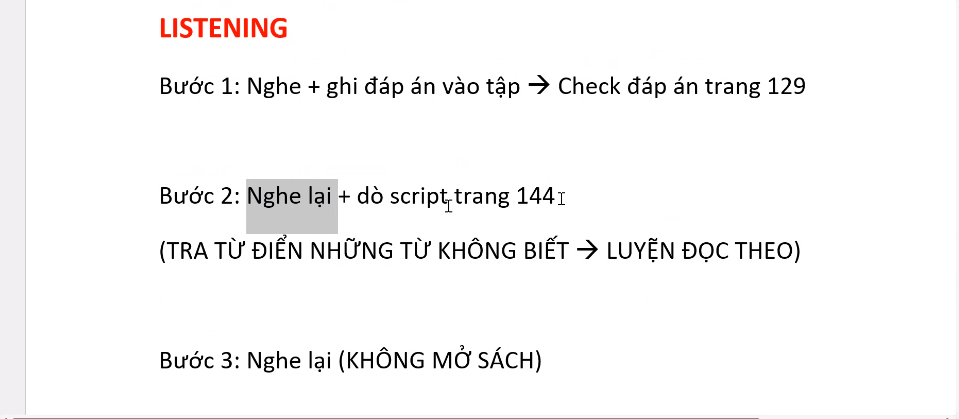 LISTENING
Bước 1: Nghe + ghi đáp án vào tập → Check đáp án trang 129
Bước 2: Nghe lại + dò script trang 144
(TRA TỪ ĐIỂN NHỮNG TỪ KHÔNG BIẾT → LUYỆN ĐỌC THEO)
Bước 3: Nghe lại (KHÔNG MỞ SÁCH)